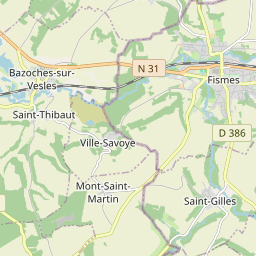 N 31
Bazoches-sur-
Vesles
Fismes
Saint-Thibaut
D 386
Ville-Savoye
Mont-Saint-
Martin
Saint-Gilles